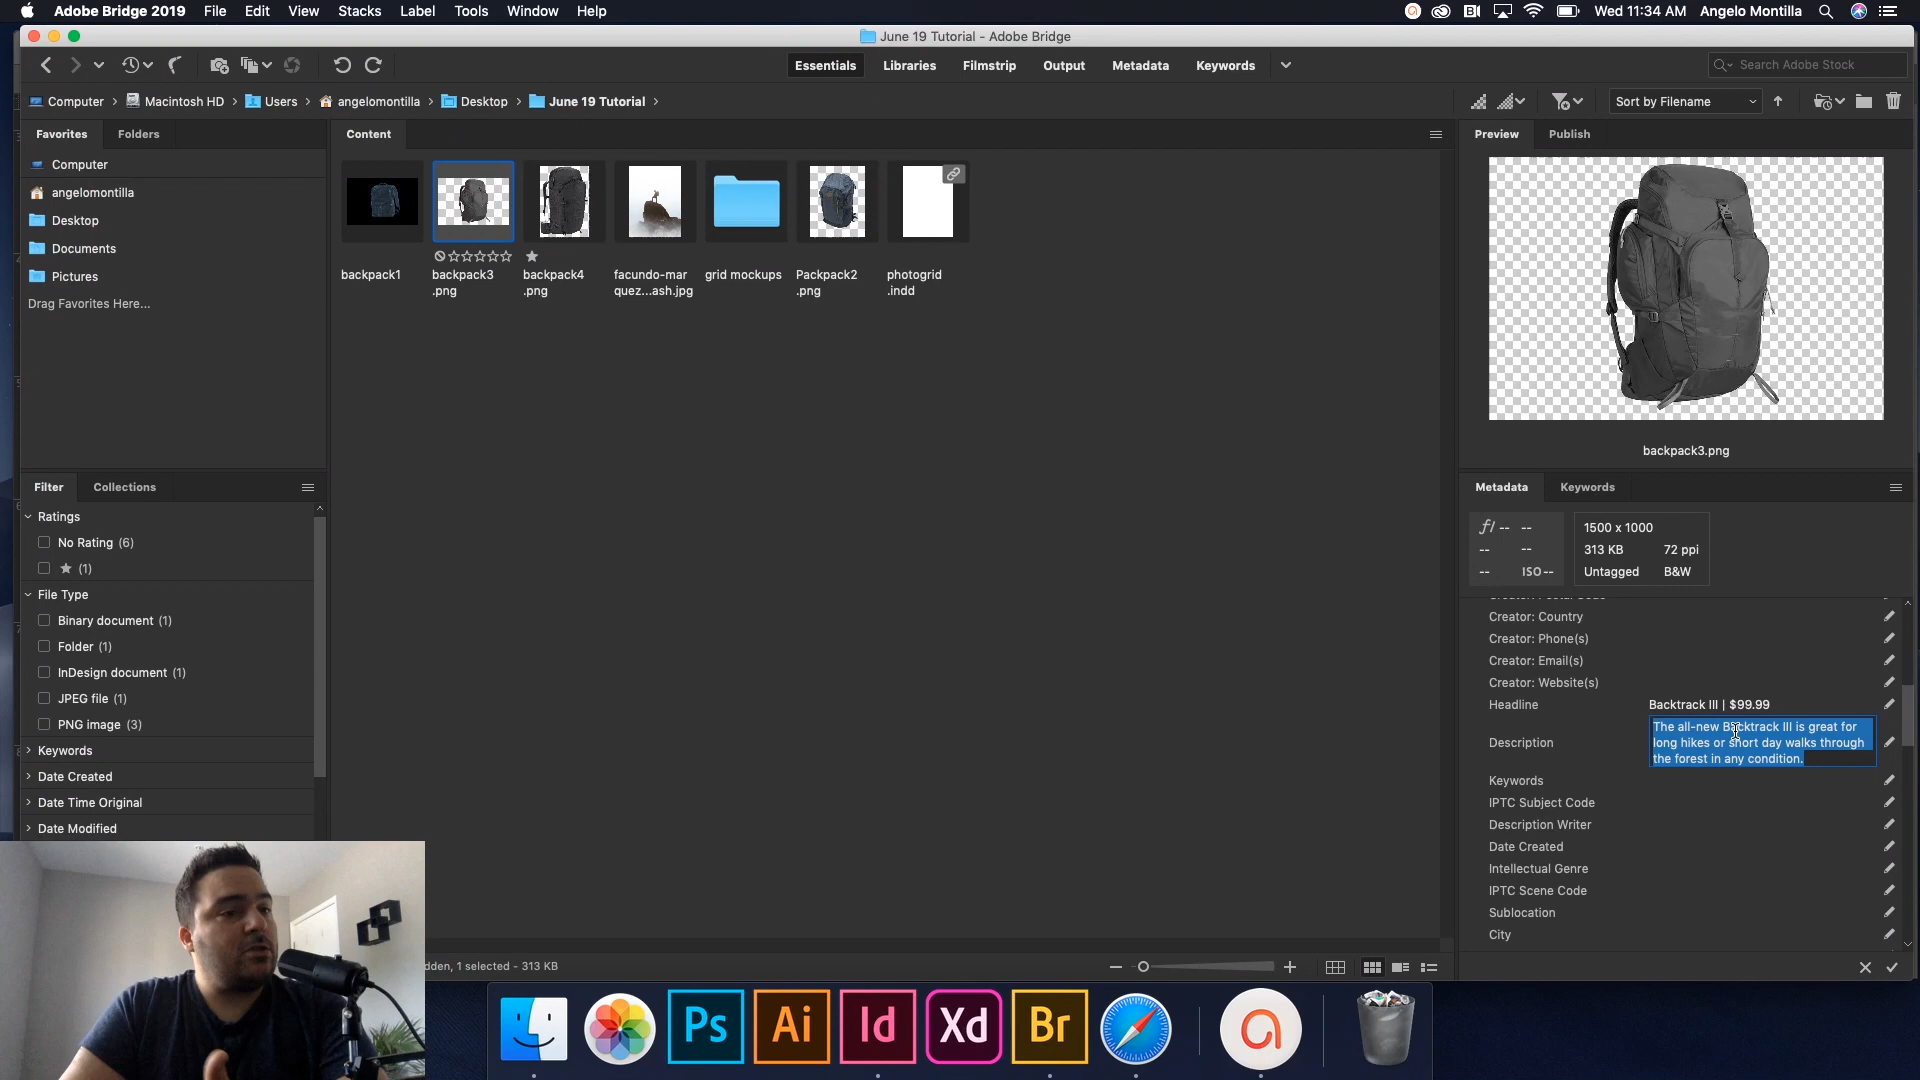 Adobe Bridge 2019 File Edit View Stacks Label Tools Window Help Wed 11:34 AM Angelo Montilla
June 19 Tutorial - Adobe Bridge
Essentials Libraries Filmstrip Output Metadata Keywords Search Adobe Stock
Computer Macintosh HD Users angelomontilla Desktop June 19 Tutorial Sort by Filename
Favorites Folders
Computer
angelomontilla
Desktop
Documents
Pictures
Drag Favorites Here...
Content
backpack1
backpack3
.png
backpack4
.png
facundo-mar
quez...ash.jpg
grid mockups
Packpack2
.png
photogrid
.indd
Preview Publish
backpack3.png
Filter Collections
Ratings
No Rating (6)
★ (1)
File Type
Binary document (1)
Folder (1)
InDesign document (1)
JPEG file (1)
PNG image (3)
Keywords
Date Created
Date Time Original
Date Modified
Metadata Keywords
f/ -- --
-- --
-- ISO--
1500 x 1000
313 KB 72 ppi
Untagged B&W
Creator: Country
Creator: Phone(s)
Creator: Email(s)
Creator: Website(s)
Headline Backtrack III | $99.99
Description
The all-new Backtrack III is great for
long hikes or short day walks through
the forest in any condition.
Keywords
IPTC Subject Code
Description Writer
Date Created
Intellectual Genre
IPTC Scene Code
Sublocation
City
dden, 1 selected - 313 KB
Ps Ai Id Xd Br